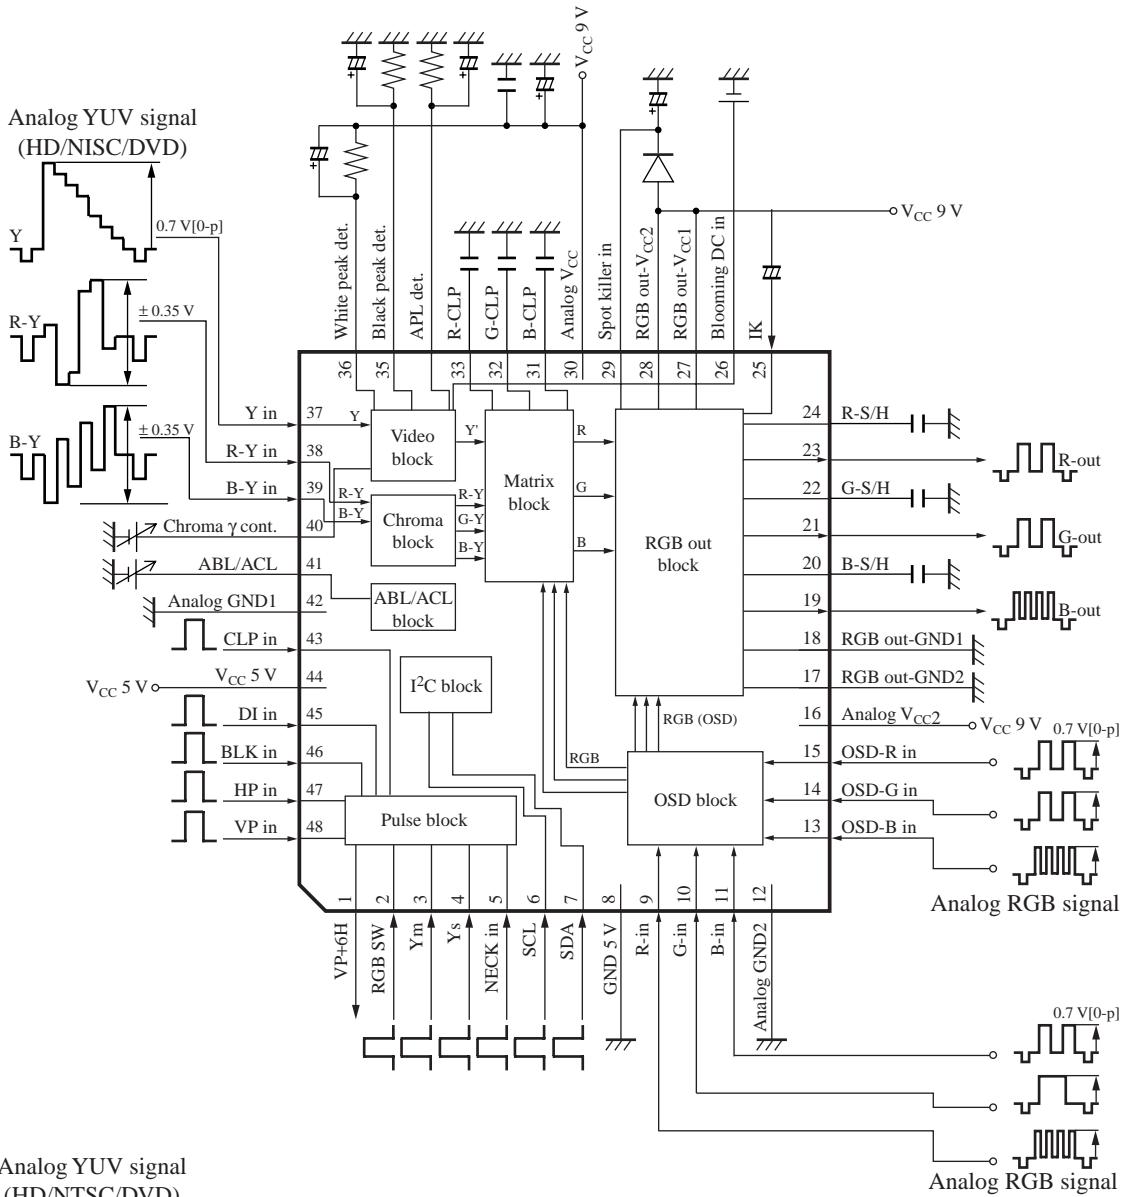 Analog YUV signal
(HD/NISC/DVD)
Y
0.7 V[0-p]
R-Y
± 0.35 V
B-Y
± 0.35 V
VCC 9 V
VCC 9 V
White peak det.
Black peak det.
APL det.
R-CLP
G-CLP
B-CLP
Analog VCC
Spot killer in
RGB out-VCC2
RGB out-VCC1
Blooming DC in
IK
36
35
34
33
32
31
30
29
28
27
26
25
Y in
37
R-Y in
38
B-Y in
39
Chroma γ cont.
40
ABL/ACL
41
Analog GND1
42
CLP in
43
VCC 5 V
VCC 5 V
44
DI in
45
BLK in
46
HP in
47
VP in
48
Y
Video
block
Y'
R-Y
B-Y
Chroma
block
R-Y
G-Y
B-Y
Matrix
block
R
G
B
ABL/ACL
block
I²C block
Pulse block
RGB out
block
RGB (OSD)
RGB
OSD block
24
R-S/H
23
R-out
22
G-S/H
21
G-out
20
B-S/H
19
B-out
18
RGB out-GND1
17
RGB out-GND2
16
Analog VCC2
VCC 9 V
0.7 V[0-p]
15
OSD-R in
14
OSD-G in
13
OSD-B in
Analog RGB signal
1
2
3
4
5
6
7
8
9
10
11
12
VP+6H
RGB SW
Ym
Ys
NECK in
SCL
SDA
GND 5 V
R-in
G-in
B-in
Analog GND2
0.7 V[0-p]
Analog RGB signal
Analog YUV signal
(HD/NTSC/DVD)